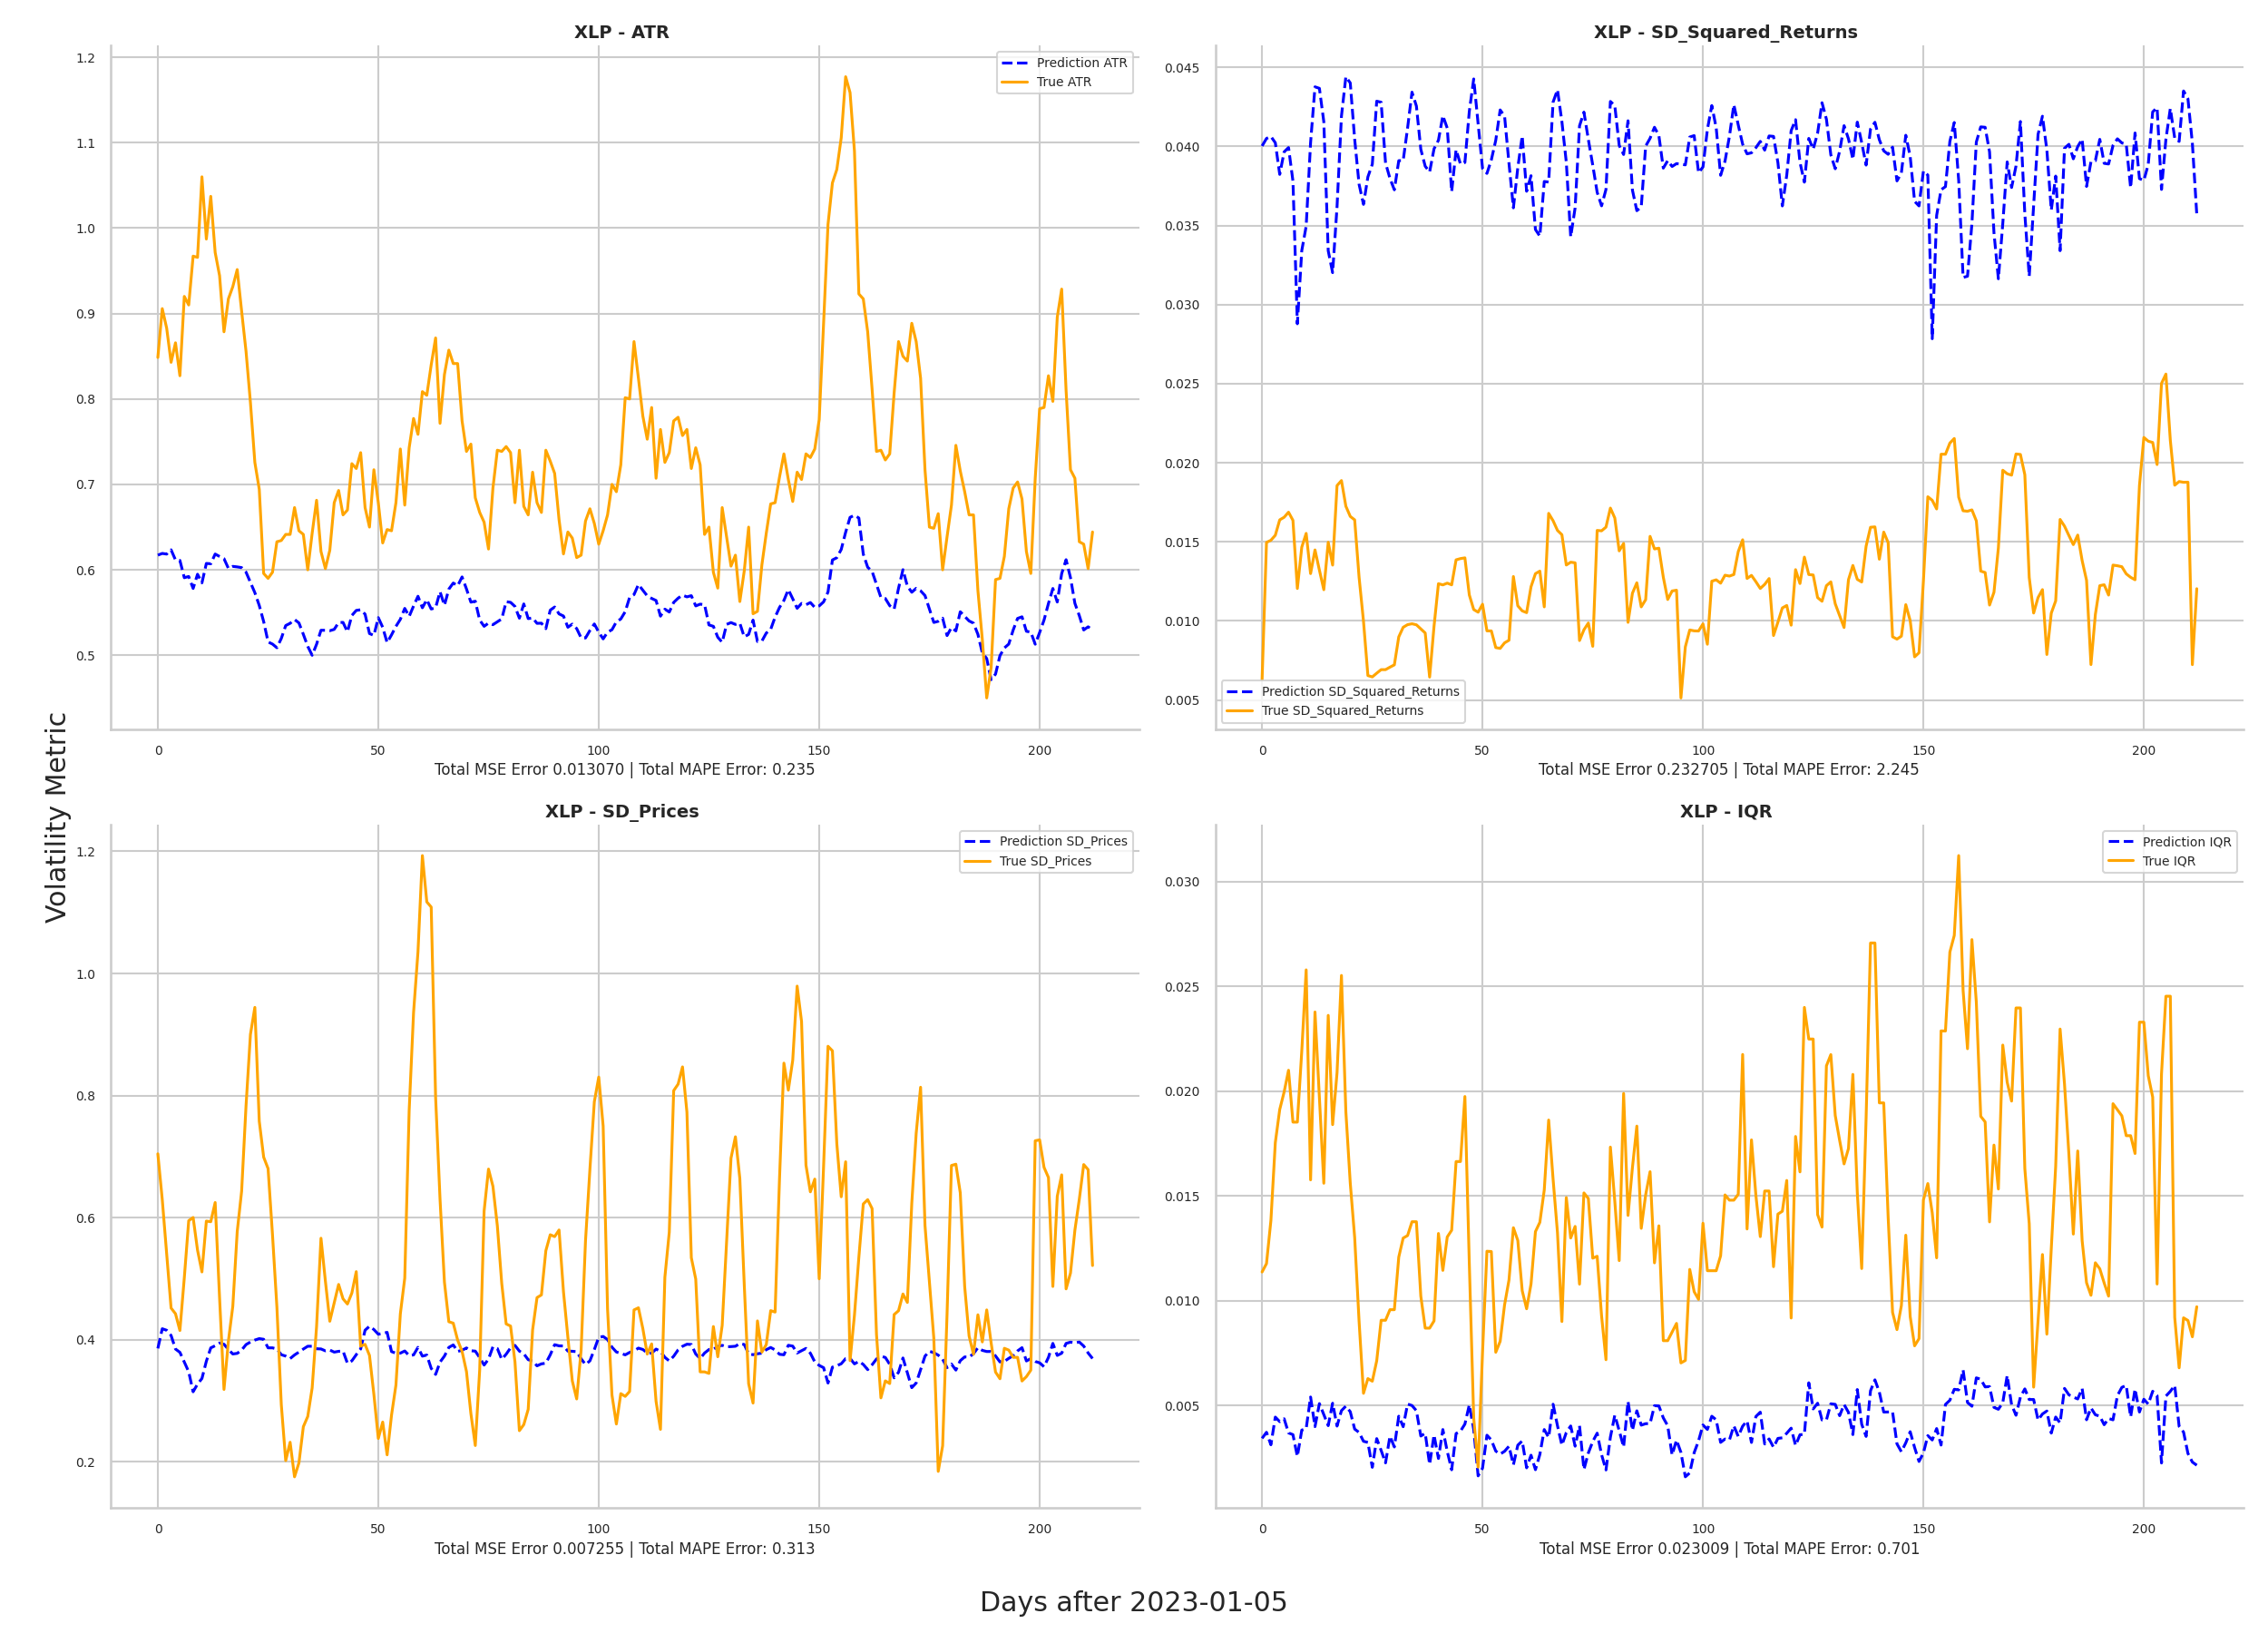 XLP - ATR
1.2
1.1
1.0
0.9
0.8
0.7
0.6
0.5
0
50
100
150
200
Prediction ATR
True ATR
Total MSE Error 0.013070 | Total MAPE Error: 0.235
XLP - SD_Squared_Returns
0.045
0.040
0.035
0.030
0.025
0.020
0.015
0.010
0.005
0
50
100
150
200
Prediction SD_Squared_Returns
True SD_Squared_Returns
Total MSE Error 0.232705 | Total MAPE Error: 2.245
Volatility Metric
XLP - SD_Prices
1.2
1.0
0.8
0.6
0.4
0.2
0
50
100
150
200
Prediction SD_Prices
True SD_Prices
Total MSE Error 0.007255 | Total MAPE Error: 0.313
XLP - IQR
0.030
0.025
0.020
0.015
0.010
0.005
0
50
100
150
200
Prediction IQR
True IQR
Total MSE Error 0.023009 | Total MAPE Error: 0.701
Days after 2023-01-05